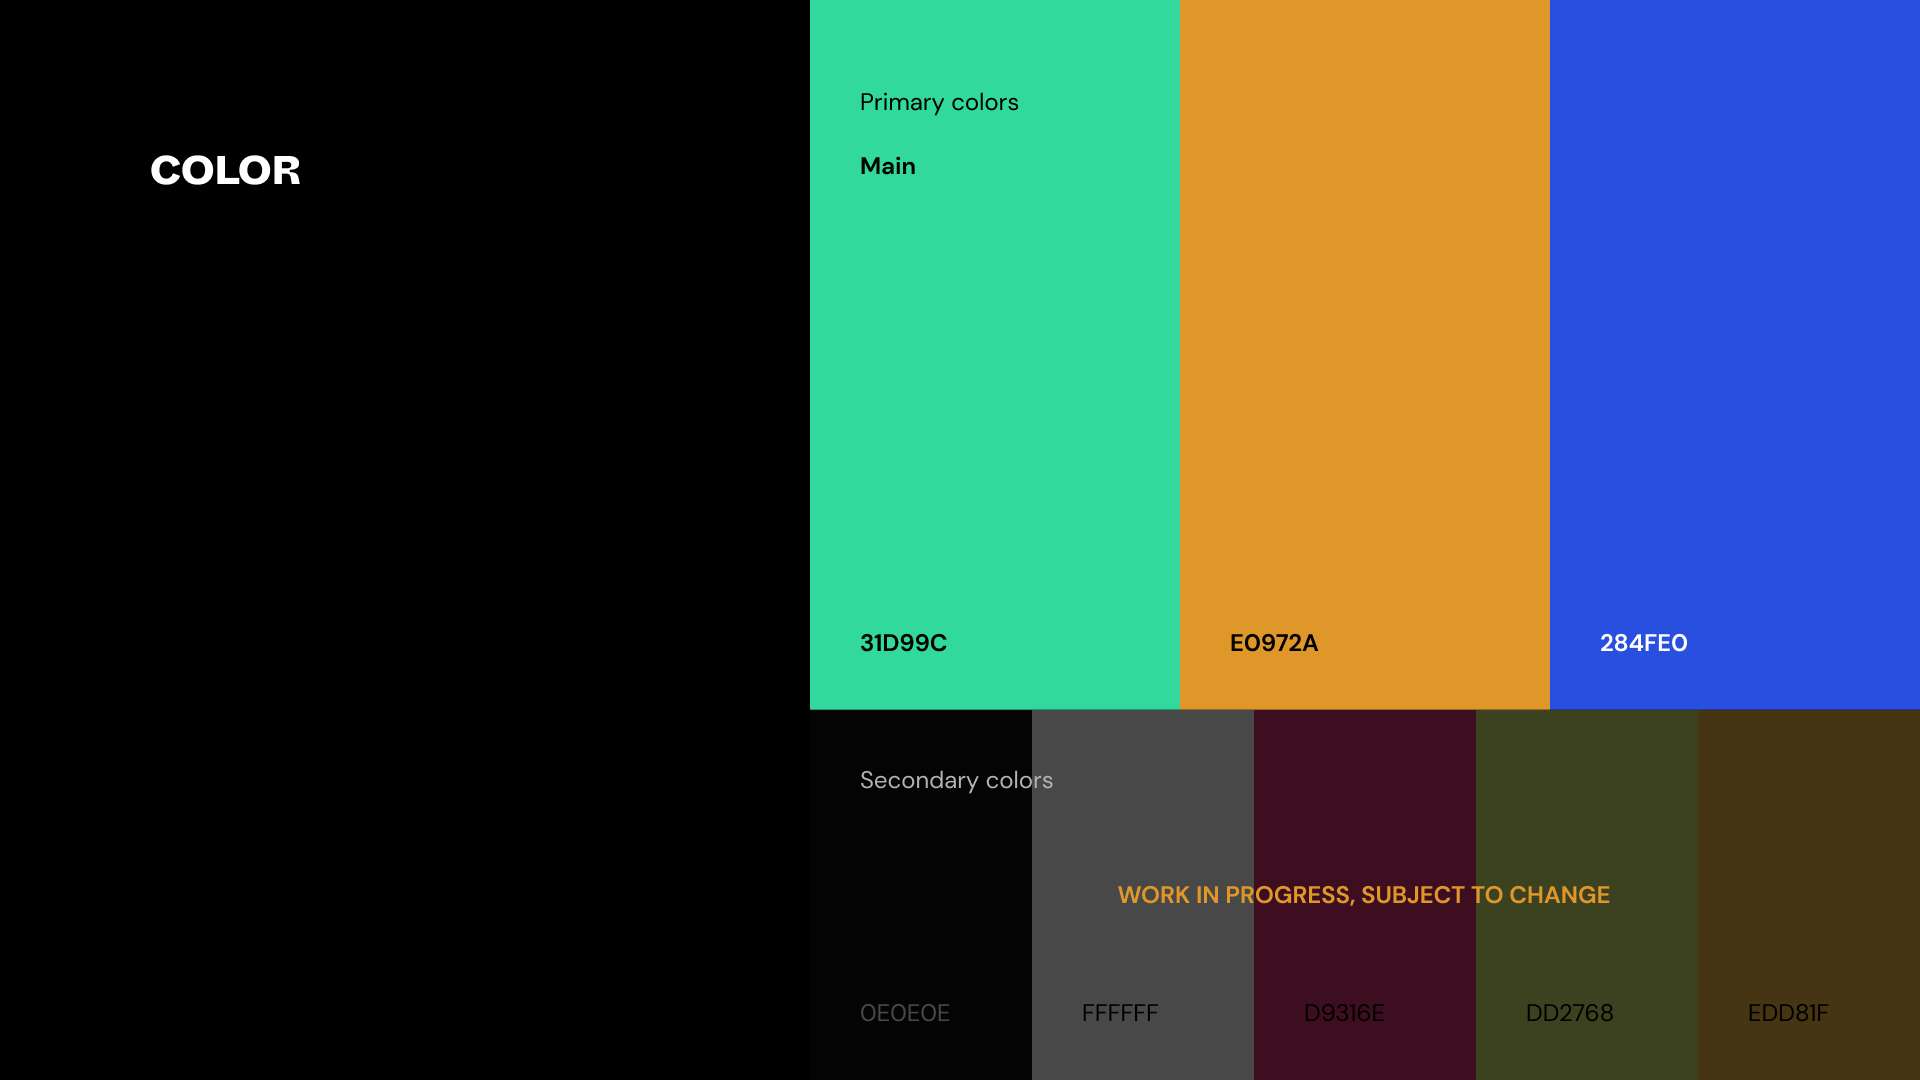 COLOR
Primary colors
Main
31D99C
E0972A
284FE0
Secondary colors
WORK IN PROGRESS, SUBJECT TO CHANGE
0E0E0E
FFFFFF
D9316E
DD2768
EDD81F